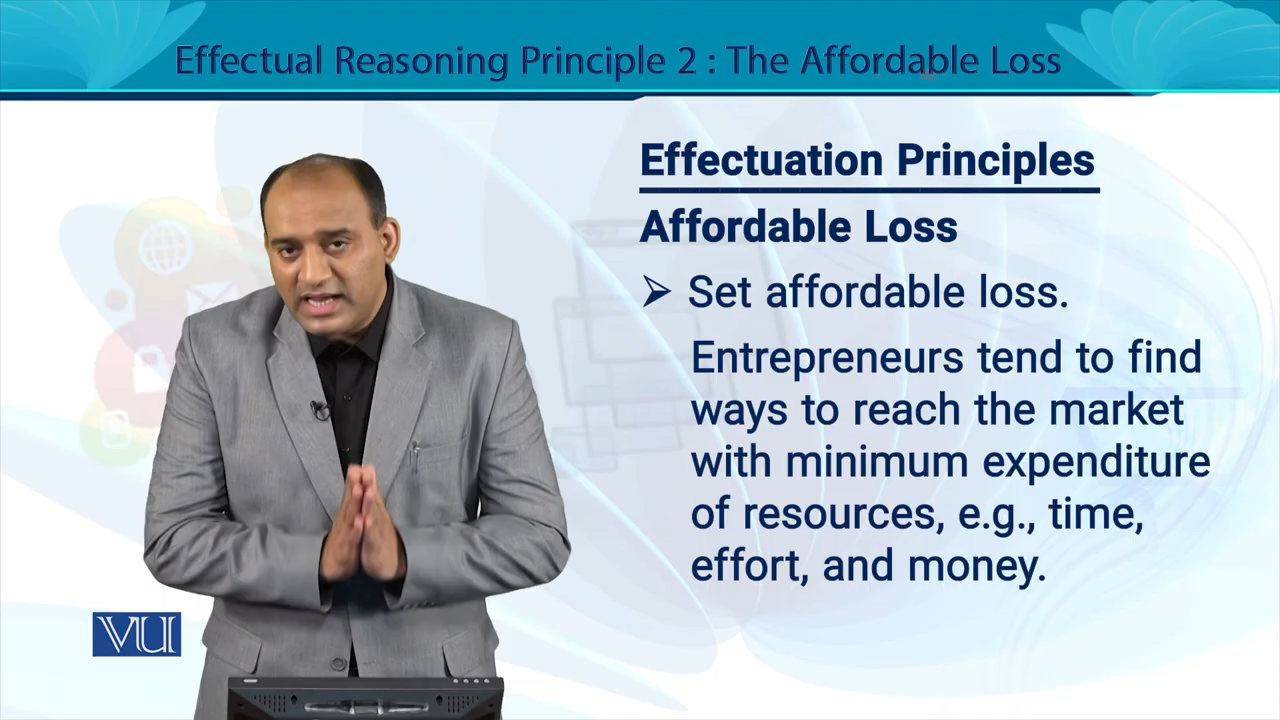 Effectual Reasoning Principle 2 : The Affordable Loss
Effectuation Principles
Affordable Loss
➢ Set affordable loss.
Entrepreneurs tend to find
ways to reach the market
with minimum expenditure
of resources, e.g., time,
effort, and money.
VU